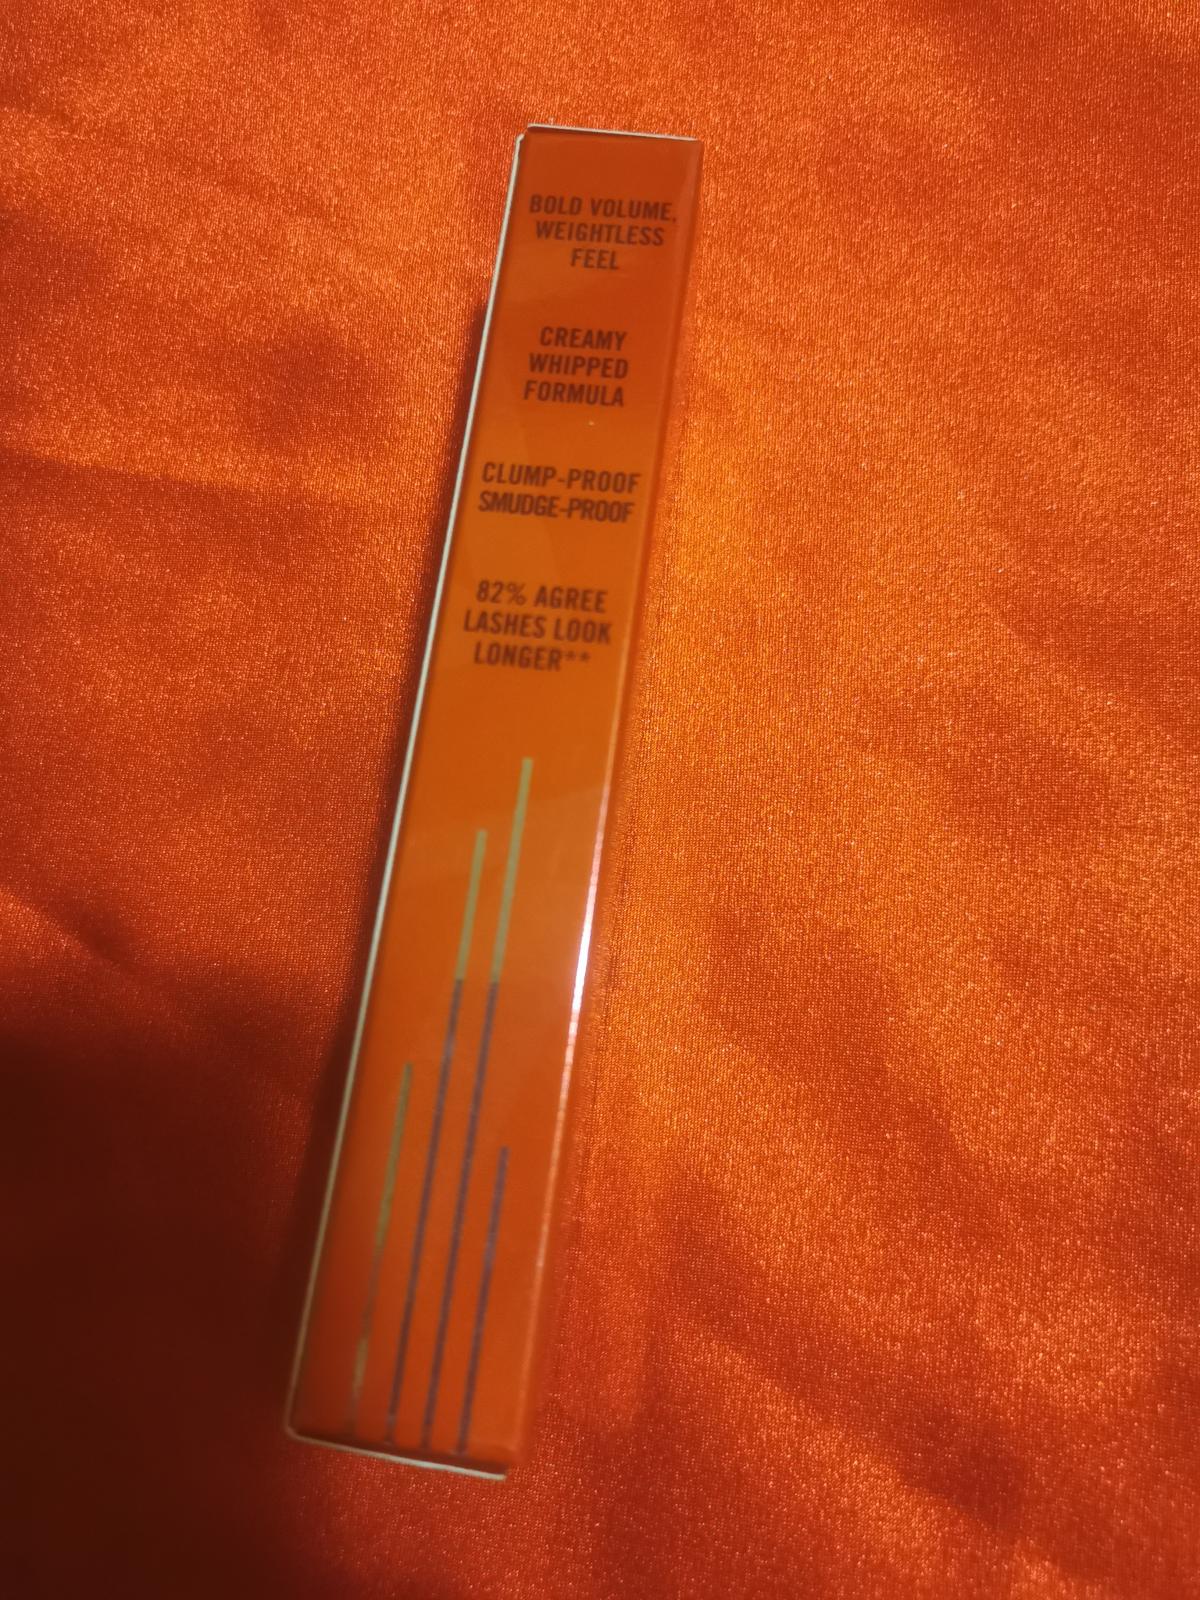 BOLD VOLUME,
WEIGHTLESS
FEEL
CREAMY
WHIPPED
FORMULA
CLUMP-PROOF
SMUDGE-PROOF
82% AGREE
LASHES LOOK
LONGER**